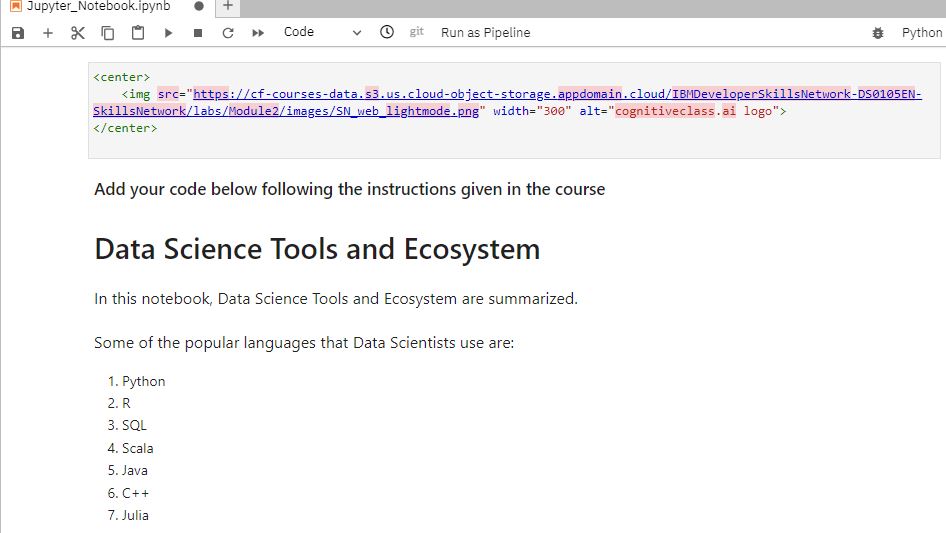 Jupyter_Notebook.ipynb
Code git Run as Pipeline Python
<center>
<img src="https://cf-courses-data.s3.us.cloud-object-storage.appdomain.cloud/IBMDeveloperSkillsNetwork-DS0105EN-
SkillsNetwork/labs/Module2/images/SN_web_lightmode.png" width="300" alt="cognitiveclass.ai logo">
</center>
Add your code below following the instructions given in the course
Data Science Tools and Ecosystem
In this notebook, Data Science Tools and Ecosystem are summarized.
Some of the popular languages that Data Scientists use are:
1. Python
2. R
3. SQL
4. Scala
5. Java
6. C++
7. Julia